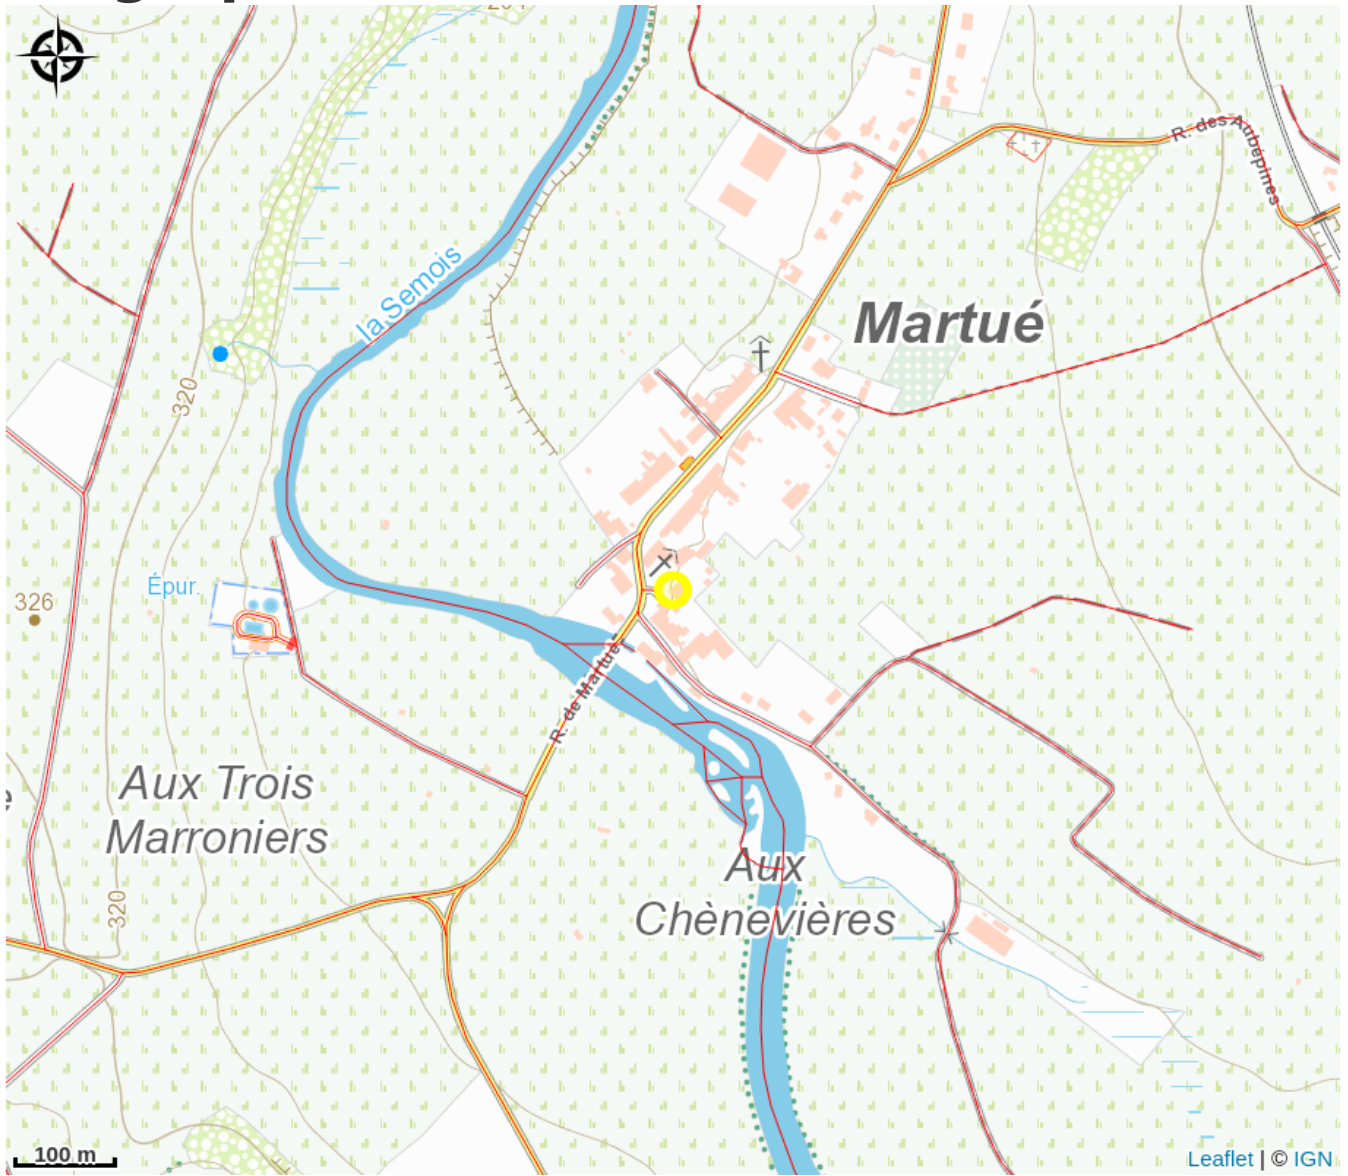 la Semois
R. des Aubépines
Martué
320
Épur.
326
R. de Martué
Aux Trois
Marroniers
320
Aux
Chènevières
100 m
Leaflet | © IGN